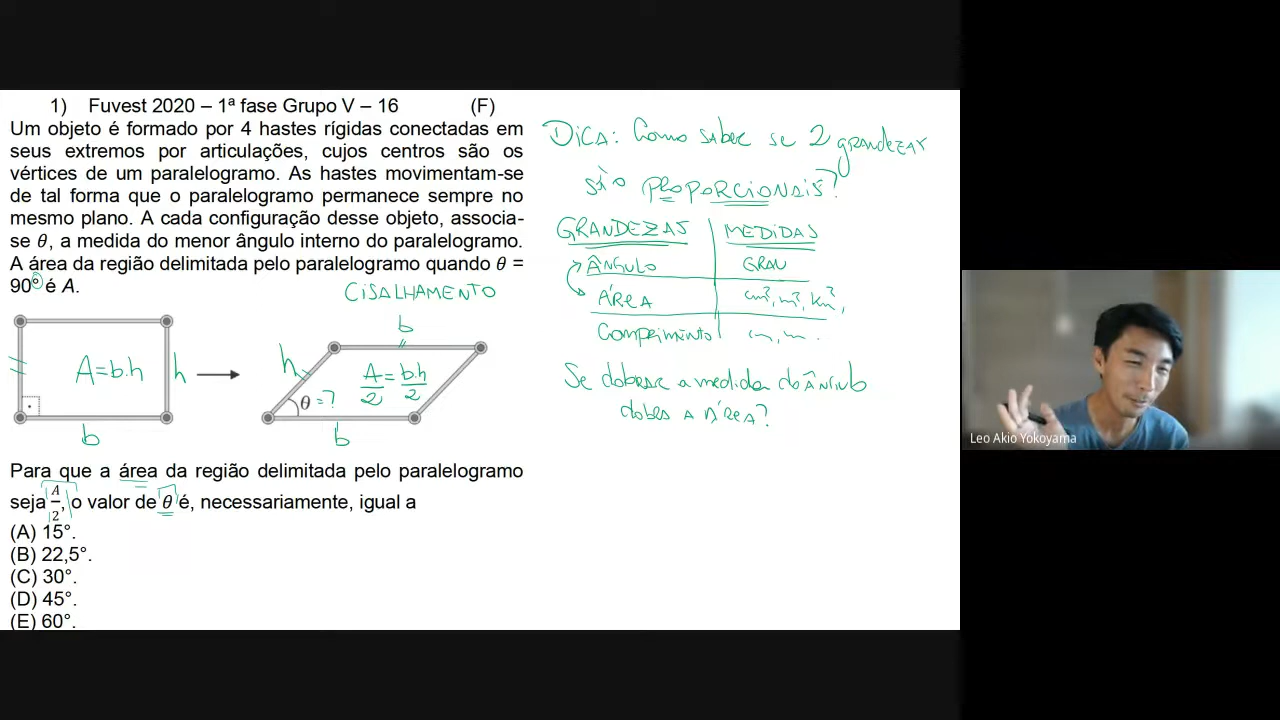 1) Fuvest 2020 – 1ª fase Grupo V – 16 (F)
Um objeto é formado por 4 hastes rígidas conectadas em
seus extremos por articulações, cujos centros são os
vértices de um paralelogramo. As hastes movimentam-se
de tal forma que o paralelogramo permanece sempre no
mesmo plano. A cada configuração desse objeto, associa-
se θ, a medida do menor ângulo interno do paralelogramo.
A área da região delimitada pelo paralelogramo quando θ =
90° é A.
CISALHAMENTO
A=b.h
h
b
b
h
A/2 = b.h/2
θ = ?
b
Para que a área da região delimitada pelo paralelogramo
seja A/2, o valor de θ é, necessariamente, igual a
(A) 15°.
(B) 22,5°.
(C) 30°.
(D) 45°.
(E) 60°.
DICA: Como saber se 2 GRANDEZAS
SÃO PROPORCIONAIS?
GRANDEZAS MEDIDAS
ÂNGULO GRAU
ÁREA cm², m², km²,
Comprimento m, m.
Se dobrar a medida do ÂNGULO
dobra a ÁREA?
Leo Akio Yokoyama